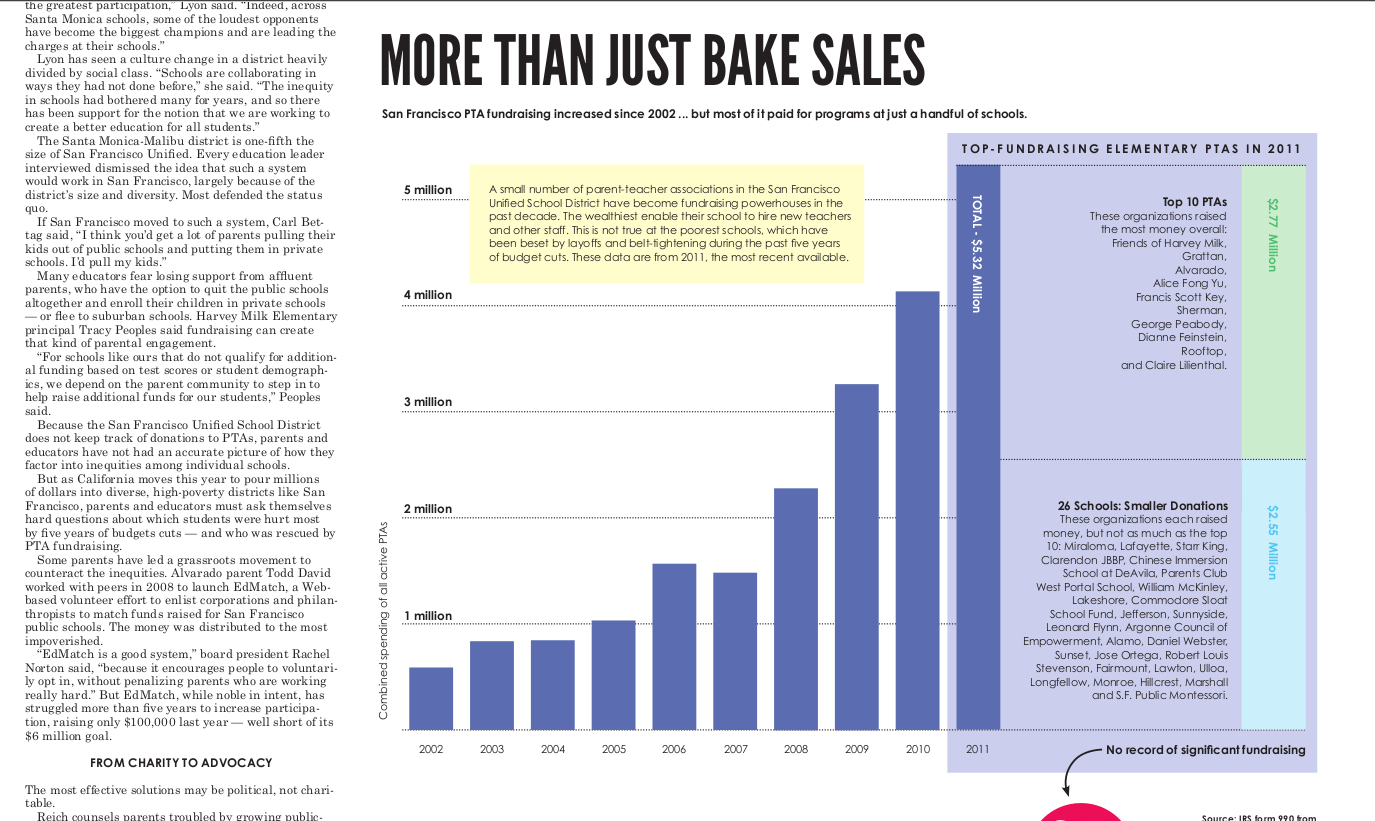 the greatest participation,” Lyon said. “Indeed, across
Santa Monica schools, some of the loudest opponents
have become the biggest champions and are leading the
charges at their schools.”
Lyon has seen a culture change in a district heavily
divided by social class. “Schools are collaborating in
ways they had not done before,” she said. “The inequity
in schools had bothered many for years, and so there
has been support for the notion that we are working to
create a better education for all students.”
The Santa Monica-Malibu district is one-fifth the
size of San Francisco Unified. Every education leader
interviewed dismissed the idea that such a system
would work in San Francisco, largely because of the
district’s size and diversity. Most defended the status
quo.
If San Francisco moved to such a system, Carl Bet-
tag said, “I think you’d get a lot of parents pulling their
kids out of public schools and putting them in private
schools. I’d pull my kids.”
Many educators fear losing support from affluent
parents, who have the option to quit the public schools
altogether and enroll their children in private schools
— or flee to suburban schools. Harvey Milk Elementary
principal Tracy Peoples said fundraising can create
that kind of parental engagement.
“For schools like ours that do not qualify for addition-
al funding based on test scores or student demograph-
ics, we depend on the parent community to step in to
help raise additional funds for our students,” Peoples
said.
Because the San Francisco Unified School District
does not keep track of donations to PTAs, parents and
educators have not had an accurate picture of how they
factor into inequities among individual schools.
But as California moves this year to pour millions
of dollars into diverse, high-poverty districts like San
Francisco, parents and educators must ask themselves
hard questions about which students were hurt most
by five years of budgets cuts — and who was rescued by
PTA fundraising.
Some parents have led a grassroots movement to
counteract the inequities. Alvarado parent Todd David
worked with peers in 2008 to launch EdMatch, a Web-
based volunteer effort to enlist corporations and philan-
thropists to match funds raised for San Francisco
public schools. The money was distributed to the most
impoverished.
“EdMatch is a good system,” board president Rachel
Norton said, “because it encourages people to voluntari-
ly opt in, without penalizing parents who are working
really hard.” But EdMatch, while noble in intent, has
struggled more than five years to increase participa-
tion, raising only $100,000 last year — well short of its
$6 million goal.
FROM CHARITY TO ADVOCACY
The most effective solutions may be political, not chari-
table.
Reich counsels parents troubled by growing public-
MORE THAN JUST BAKE SALES
San Francisco PTA fundraising increased since 2002 ... but most of it paid for programs at just a handful of schools.
A small number of parent-teacher associations in the San Francisco
Unified School District have become fundraising powerhouses in the
past decade. The wealthiest enable their school to hire new teachers
and other staff. This is not true at the poorest schools, which have
been beset by layoffs and belt-tightening during the past five years
of budget cuts. These data are from 2011, the most recent available.
5 million
4 million
3 million
2 million
1 million
Combined spending of all active PTAs
2002 2003 2004 2005 2006 2007 2008 2009 2010 2011
TOP-FUNDRAISING ELEMENTARY PTAS IN 2011
TOTAL - $5.32 Million
Top 10 PTAs
These organizations raised
the most money overall:
Friends of Harvey Milk,
Grattan,
Alvarado,
Alice Fong Yu,
Francis Scott Key,
Sherman,
George Peabody,
Dianne Feinstein,
Rooftop,
and Claire Lilienthal.
$2.77 Million
26 Schools: Smaller Donations
These organizations each raised
money, but not as much as the top
10: Miraloma, Lafayette, Starr King,
Clarendon JBBP, Chinese Immersion
School at DeAvila, Parents Club
West Portal School, William McKinley,
Lakeshore, Commodore Sloat
School Fund, Jefferson, Sunnyside,
Leonard Flynn, Argonne Council of
Empowerment, Alamo, Daniel Webster,
Sunset, Jose Ortega, Robert Louis
Stevenson, Fairmount, Lawton, Ulloa,
Longfellow, Monroe, Hillcrest, Marshall
and S.F. Public Montessori.
$2.55 Million
No record of significant fundraising
Source: IRS form 990 from